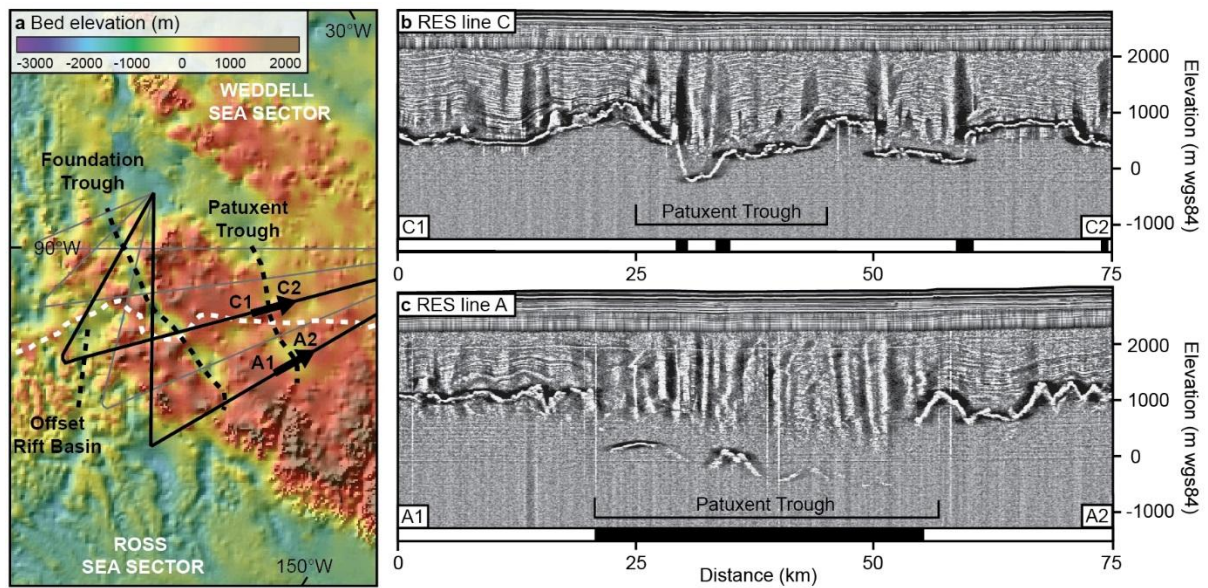 a Bed elevation (m)
-3000 -2000 -1000 0 1000 2000
30°W
WEDDELL
SEA SECTOR
Foundation
Trough
Patuxent
Trough
90°W
C1
C2
A1
A2
Offset
Rift Basin
ROSS
SEA SECTOR
150°W
b RES line C
2000
1000
0
-1000
Elevation (m wgs84)
Patuxent Trough
C1
C2
0 25 50 75
c RES line A
2000
1000
0
-1000
Elevation (m wgs84)
Patuxent Trough
A1
A2
0 25 50 75
Distance (km)